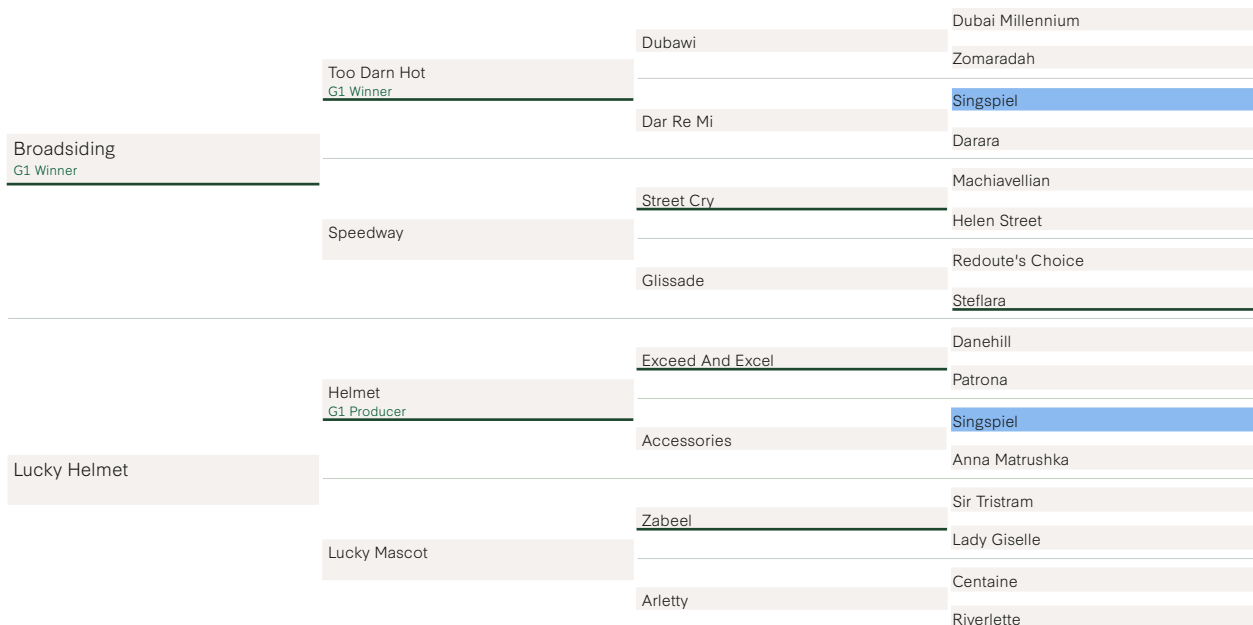 Broadsiding
G1 Winner
Too Darn Hot
G1 Winner
Dubawi
Dubai Millennium
Zomaradah
Dar Re Mi
Singspiel
Darara
Speedway
Street Cry
Machiavellian
Helen Street
Glissade
Redoute's Choice
Steflara
Lucky Helmet
Helmet
G1 Producer
Exceed And Excel
Danehill
Patrona
Accessories
Singspiel
Anna Matrushka
Lucky Mascot
Zabeel
Sir Tristram
Lady Giselle
Arletty
Centaine
Riverlette